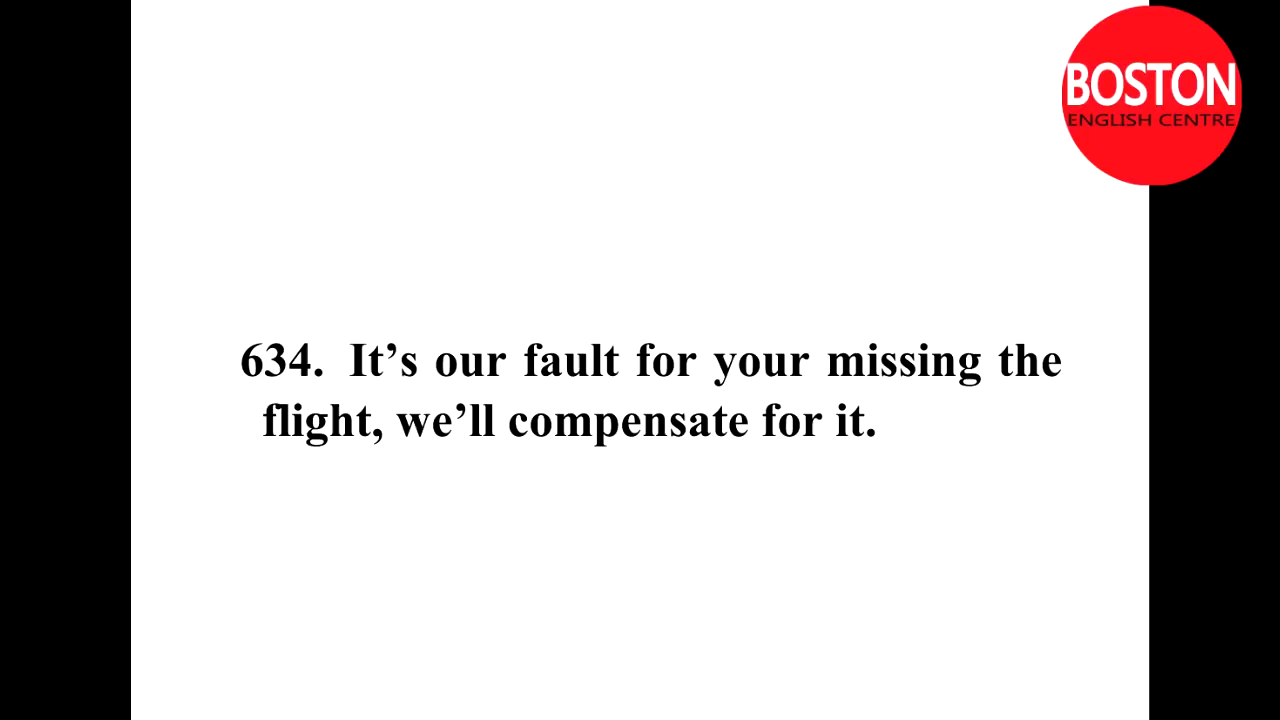 BOSTON
ENGLISH CENTRE
634. It’s our fault for your missing the
flight, we’ll compensate for it.